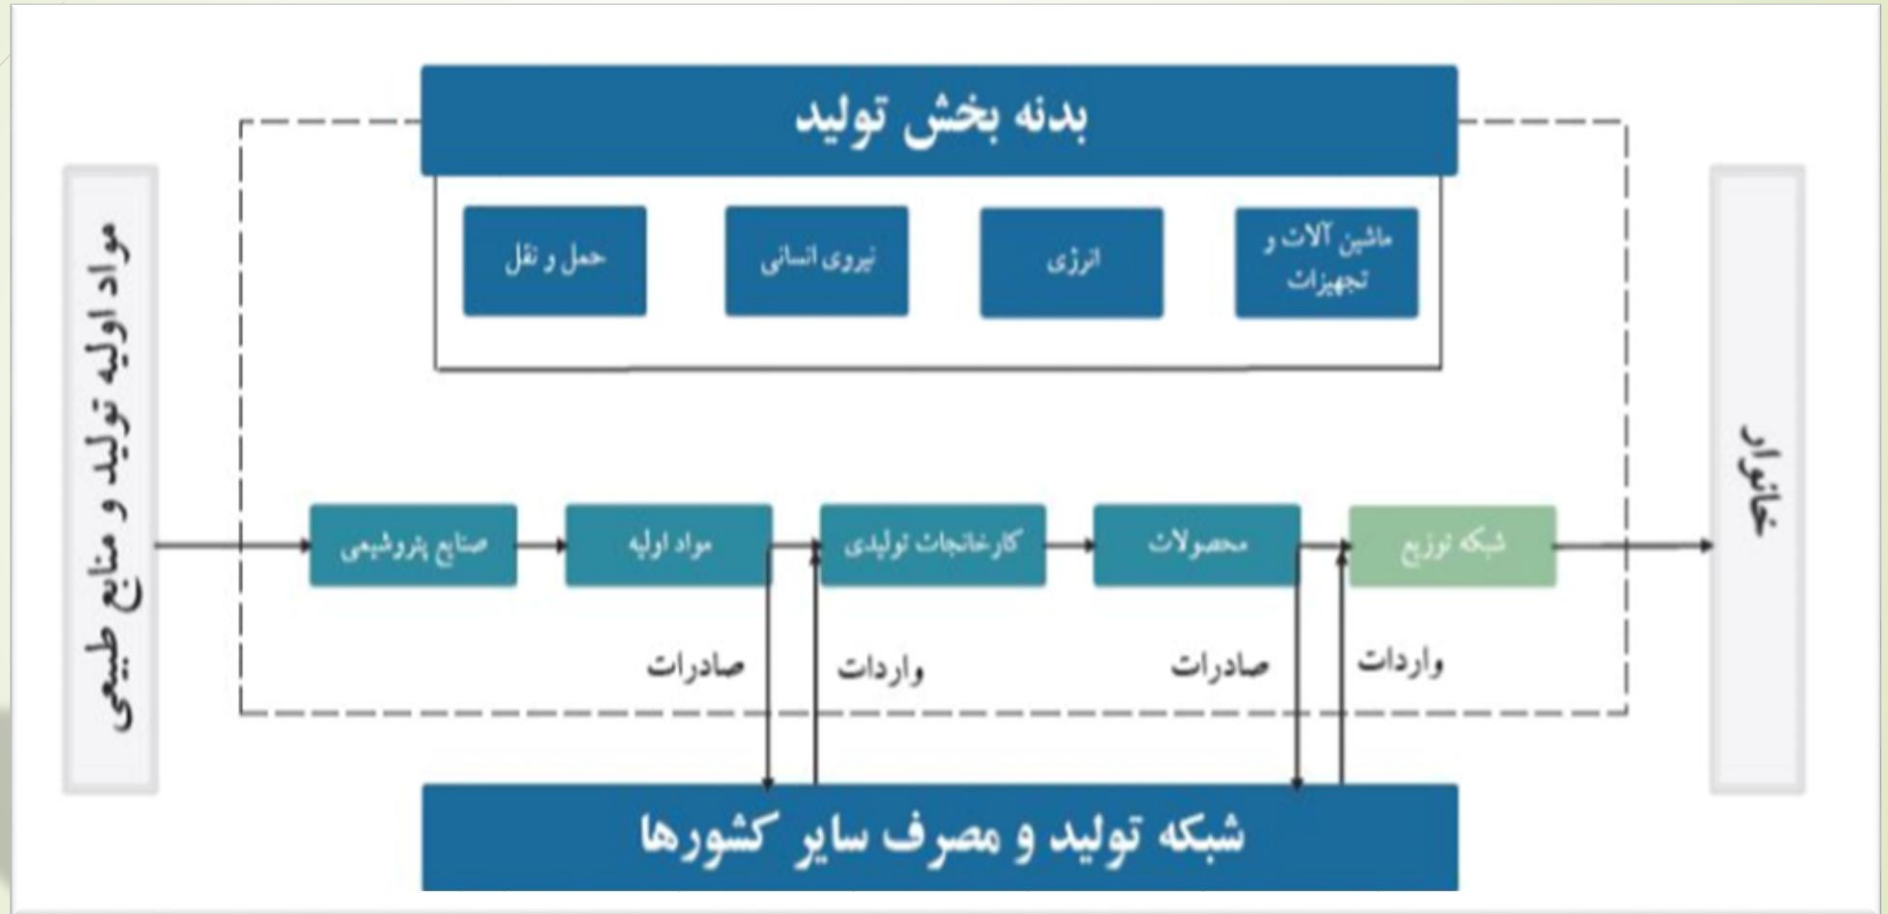 بدنه بخش تولید
ماشین آلات و
تجهیزات
انرژی
نیروی انسانی
حمل و نقل
مواد اولیه تولید و منابع طبیعی
صنایع پتروشیمی
مواد اولیه
کارخانجات تولیدی
محصولات
شبکه توزیع
خانوار
صادرات
واردات
صادرات
واردات
شبکه تولید و مصرف سایر کشورها